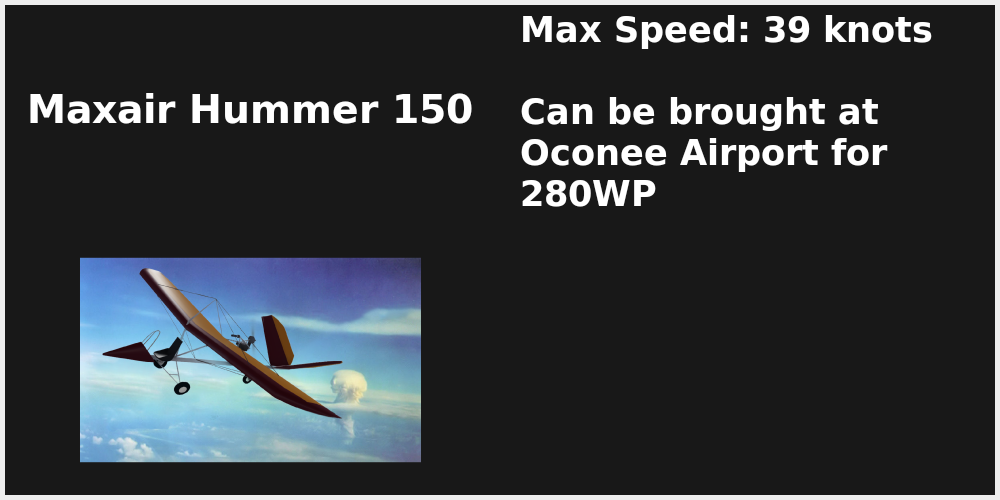 Maxair Hummer 150
Max Speed: 39 knots
Can be brought at
Oconee Airport for
280WP